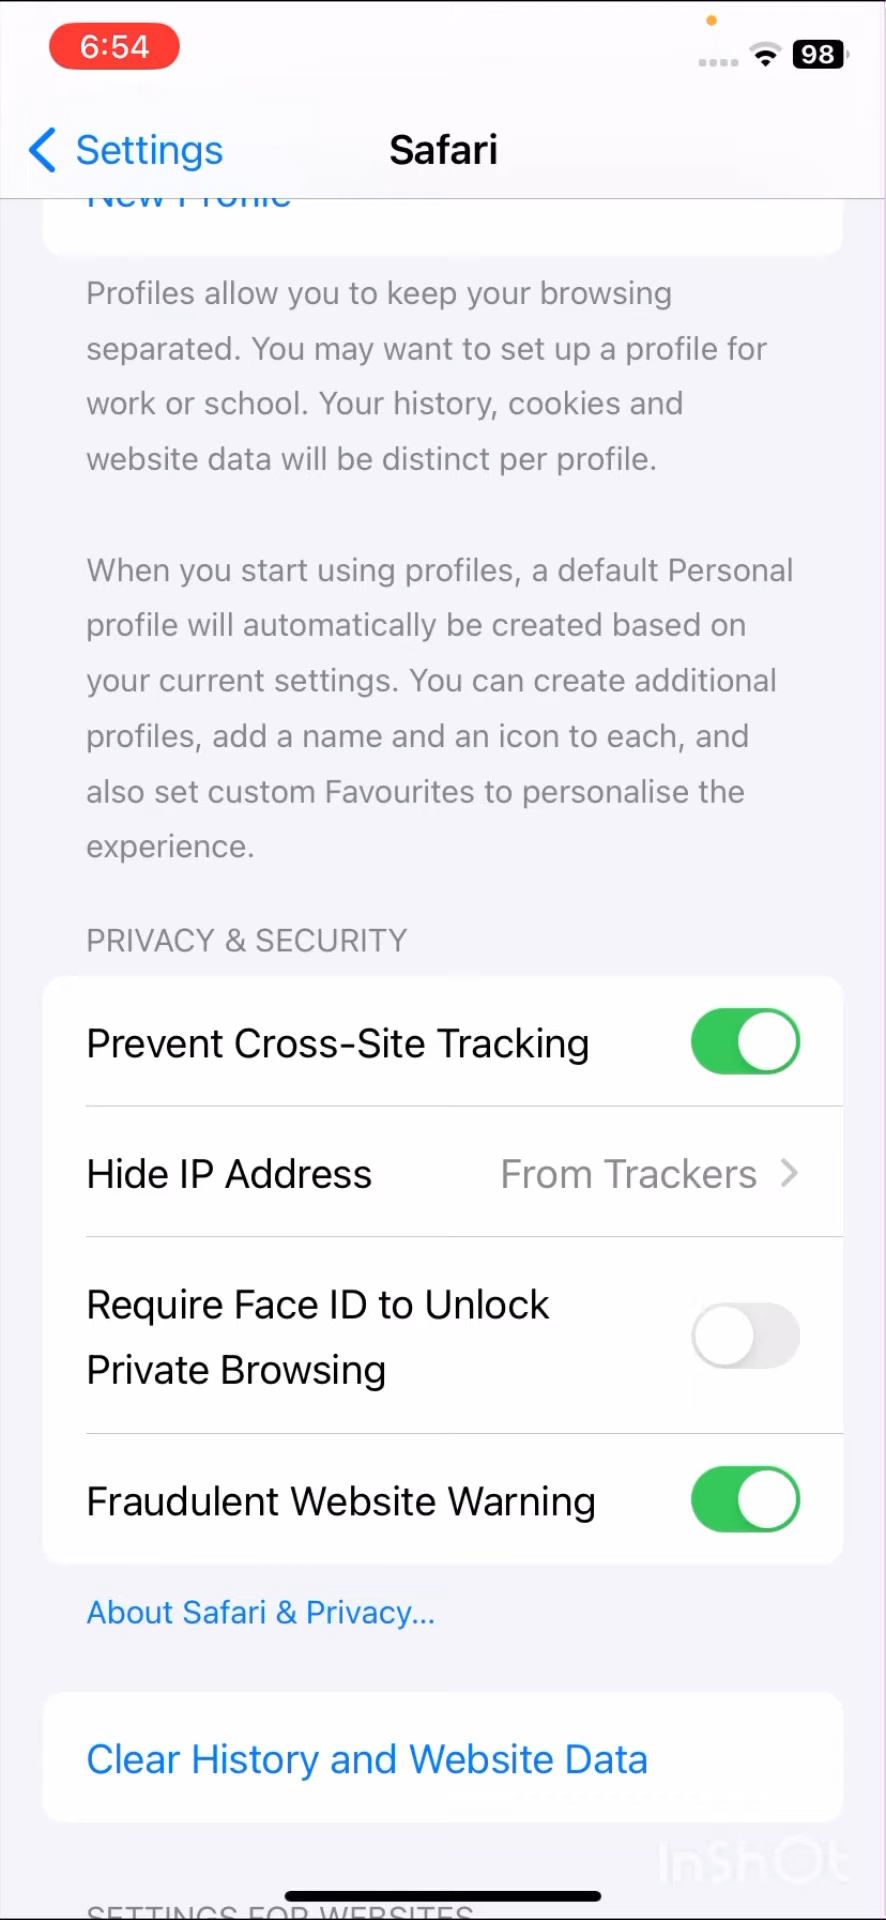 6:54
98
Settings
Safari
New Profile
Profiles allow you to keep your browsing
separated. You may want to set up a profile for
work or school. Your history, cookies and
website data will be distinct per profile.
When you start using profiles, a default Personal
profile will automatically be created based on
your current settings. You can create additional
profiles, add a name and an icon to each, and
also set custom Favourites to personalise the
experience.
PRIVACY & SECURITY
Prevent Cross-Site Tracking
Hide IP Address
From Trackers
Require Face ID to Unlock
Private Browsing
Fraudulent Website Warning
About Safari & Privacy...
Clear History and Website Data
InShOt
SETTINGS FOR WEBSITES